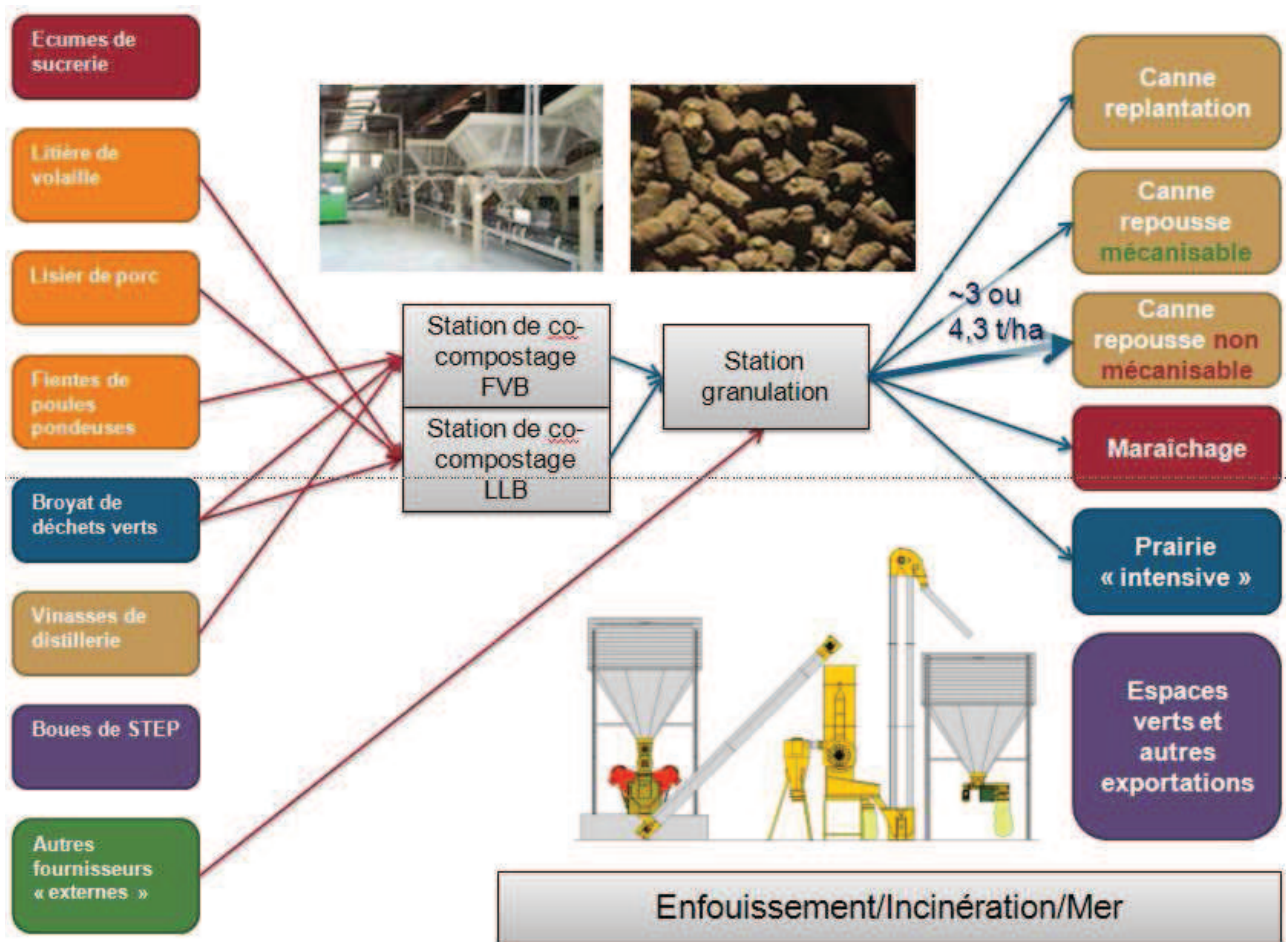 Ecumes de
sucrerie
Litière de
volaille
Lisier de porc
Fientes de
poules
pondeuses
Broyat de
déchets verts
Vinasses de
distillerie
Boues de STEP
Autres
fournisseurs
« externes »
Station de co-
compostage
FVB
Station de co-
compostage
LLB
Station
granulation
~3 ou
4,3 t/ha
Canne
replantation
Canne
repousse
mécanisable
Canne
repousse non
mécanisable
Maraîchage
Prairie
« intensive »
Espaces
verts et
autres
exportations
Enfouissement/Incinération/Mer